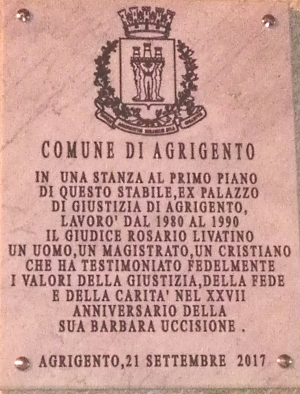 COMUNE DI AGRIGENTO
IN UNA STANZA AL PRIMO PIANO
DI QUESTO STABILE,EX PALAZZO
DI GIUSTIZIA DI AGRIGENTO,
LAVORO' DAL 1980 AL 1990
IL GIUDICE ROSARIO LIVATINO
UN UOMO,UN MAGISTRATO,UN CRISTIANO
CHE HA TESTIMONIATO FEDELMENTE
I VALORI DELLA GIUSTIZIA,DELLA FEDE
E DELLA CARITA' NEL XXVII
ANNIVERSARIO DELLA
SUA BARBARA UCCISIONE .
AGRIGENTO,21 SETTEMBRE 2017